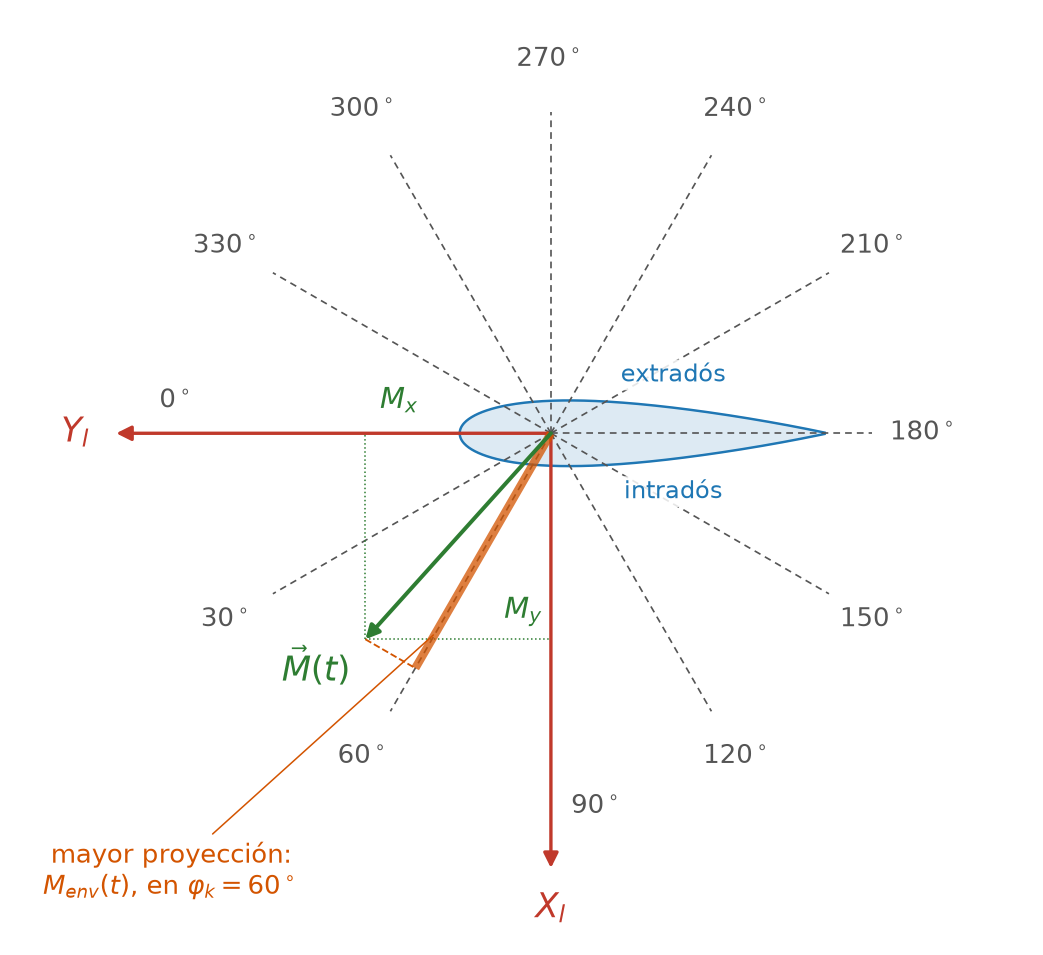 270°
300°
240°
330°
210°
extradós
0°
M_x
Y_l
180°
intradós
30°
M_y
150°
M⃗(t)
60°
120°
90°
mayor proyección:
M_env(t), en φ_k = 60°
X_l